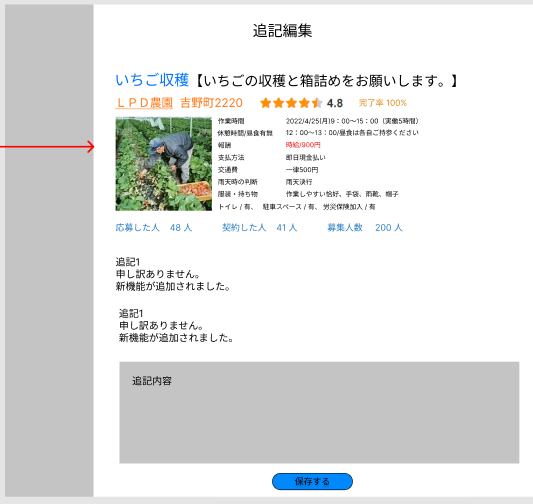 追記編集
いちご収穫【いちごの収穫と箱詰めをお願いします。】
ＬＰＤ農園 吉野町2220 4.8 完了率 100%
作業時間 2022/4/25(月)9：00〜15：00（実働5時間）
休憩時間/昼食有無 12：00〜13：00/昼食は各自ご持参ください
報酬 時給/900円
支払方法 即日現金払い
交通費 一律500円
雨天時の判断 雨天決行
服装・持ち物 作業しやすい恰好、手袋、雨靴、帽子
トイレ / 有、 駐車スペース / 有、 労災保険加入 / 有
応募した人 48 人 契約した人 41 人 募集人数 200 人
追記1
申し訳ありません。
新機能が追加されました。
追記1
申し訳ありません。
新機能が追加されました。
追記内容
保存する